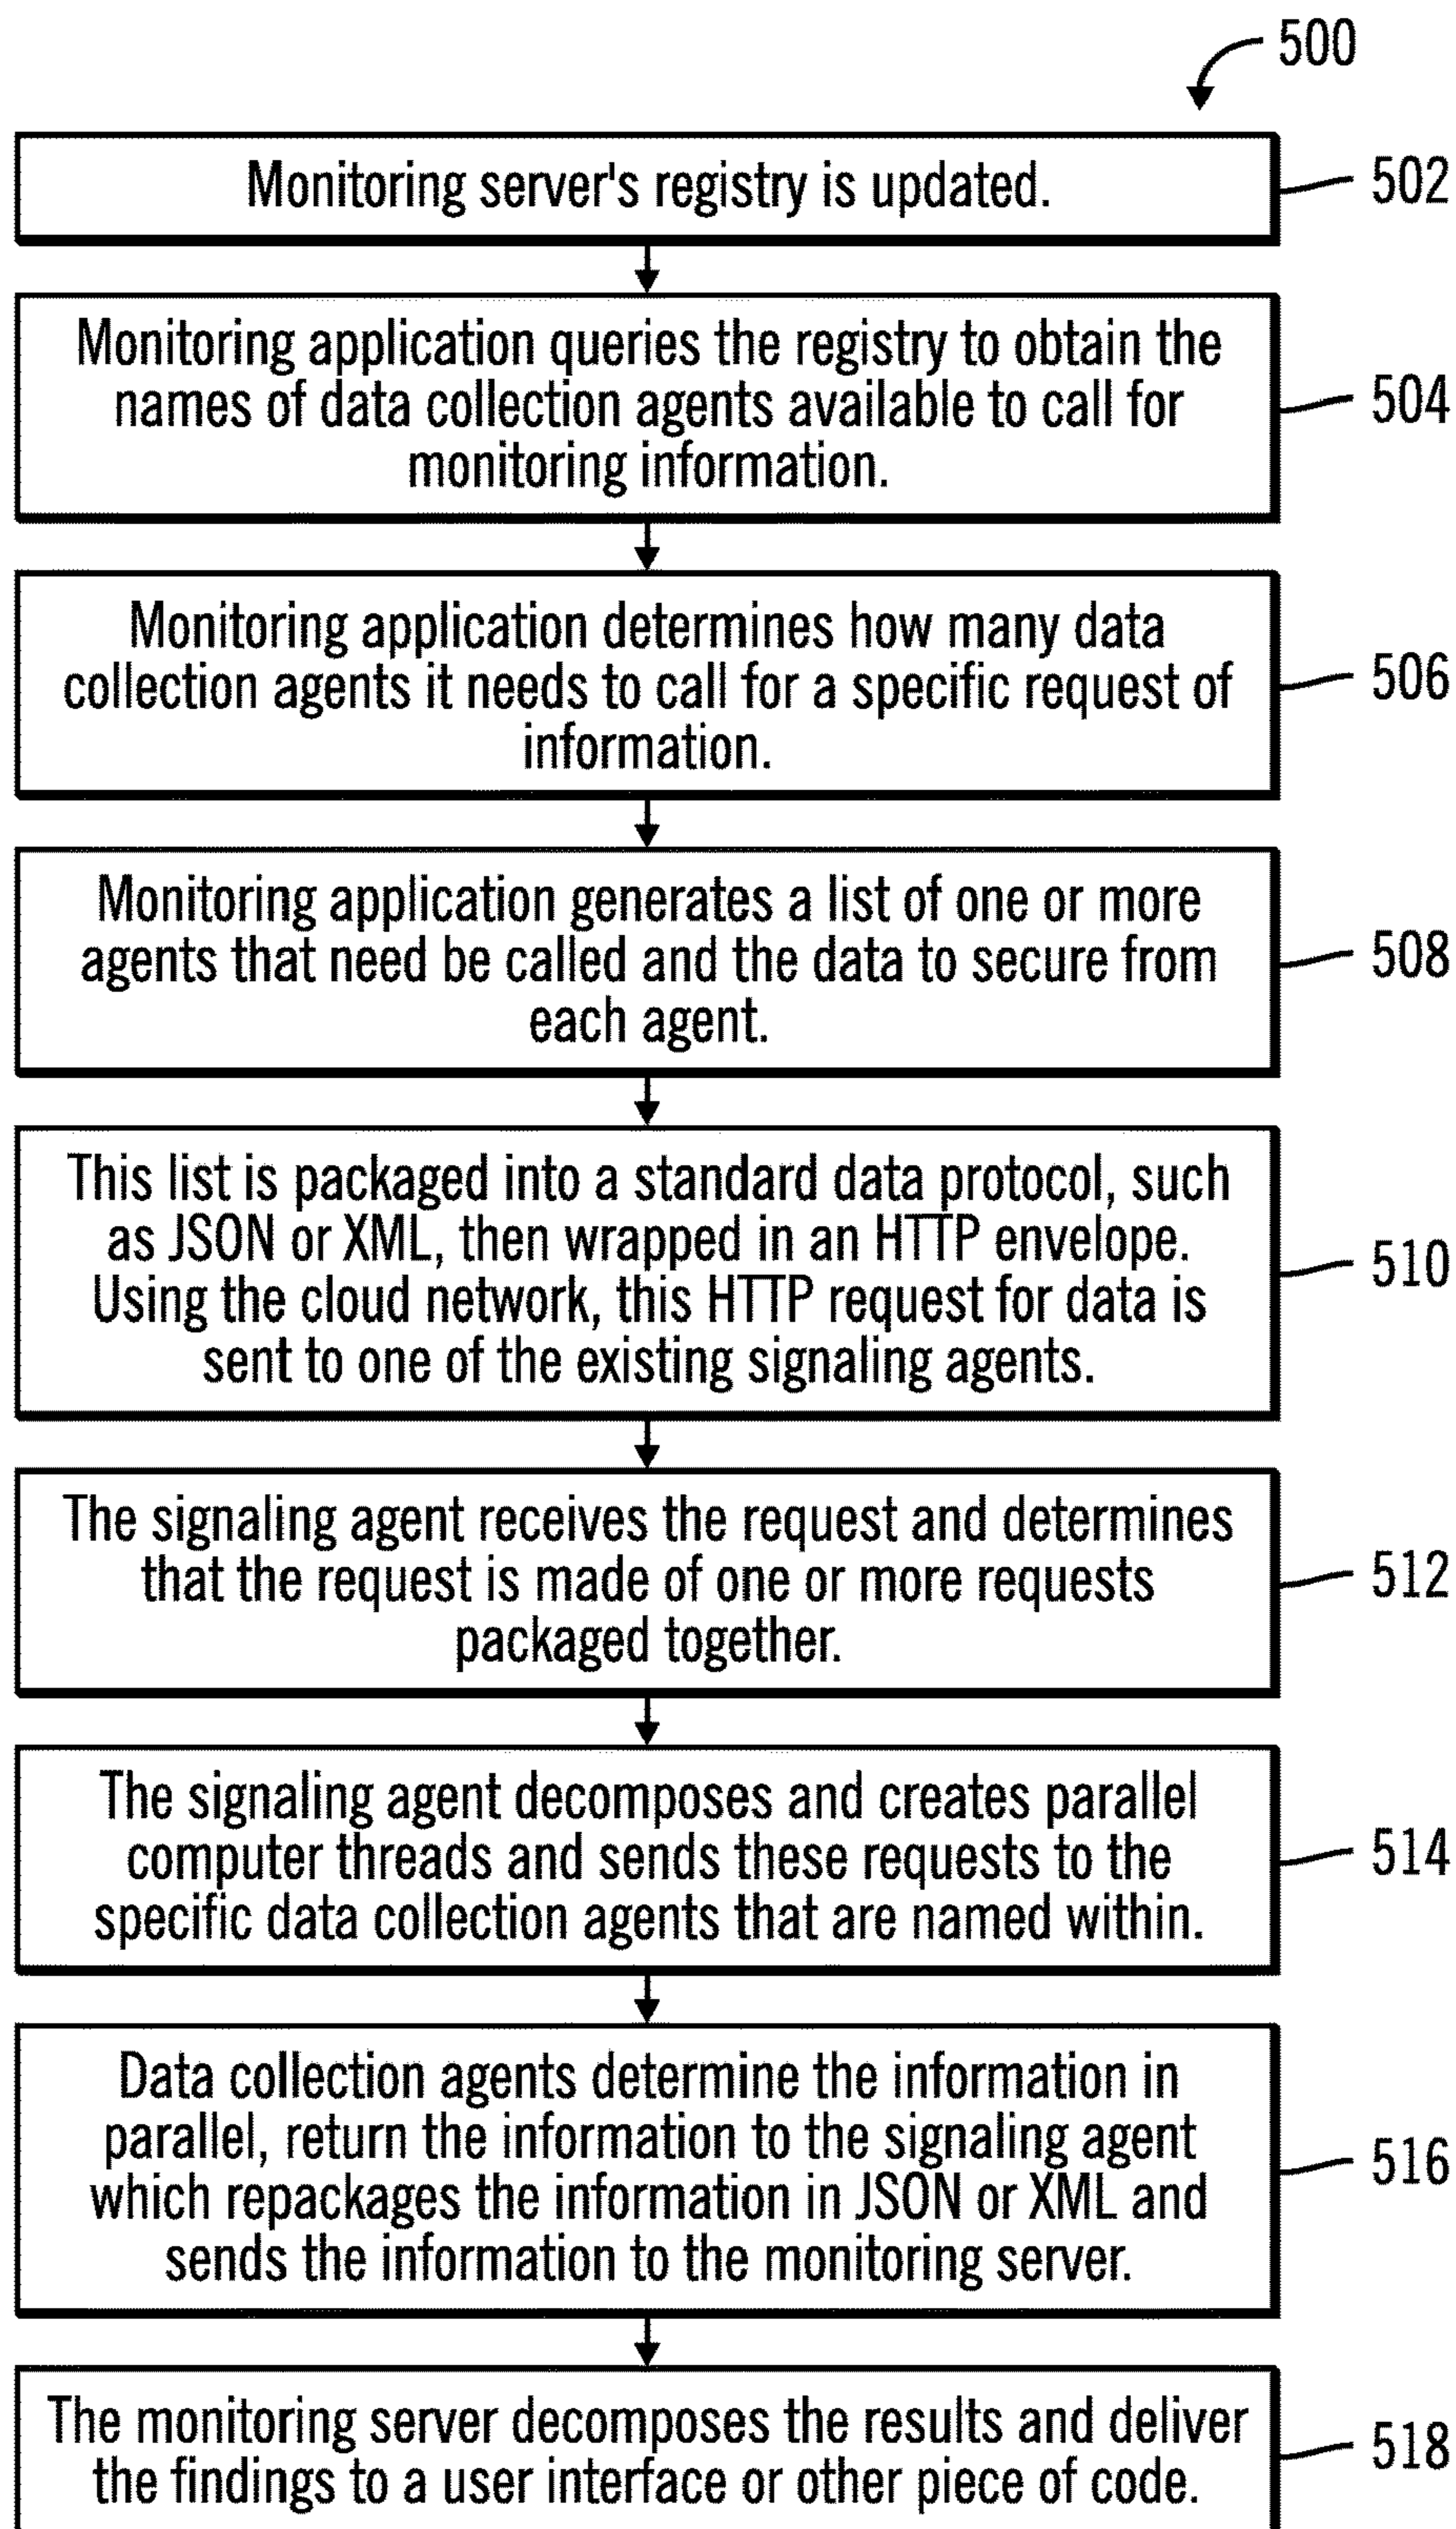 500
Monitoring server's registry is updated.
502
Monitoring application queries the registry to obtain the
names of data collection agents available to call for
monitoring information.
504
Monitoring application determines how many data
collection agents it needs to call for a specific request of
information.
506
Monitoring application generates a list of one or more
agents that need be called and the data to secure from
each agent.
508
This list is packaged into a standard data protocol, such
as JSON or XML, then wrapped in an HTTP envelope.
Using the cloud network, this HTTP request for data is
sent to one of the existing signaling agents.
510
The signaling agent receives the request and determines
that the request is made of one or more requests
packaged together.
512
The signaling agent decomposes and creates parallel
computer threads and sends these requests to the
specific data collection agents that are named within.
514
Data collection agents determine the information in
parallel, return the information to the signaling agent
which repackages the information in JSON or XML and
sends the information to the monitoring server.
516
The monitoring server decomposes the results and deliver
the findings to a user interface or other piece of code.
518